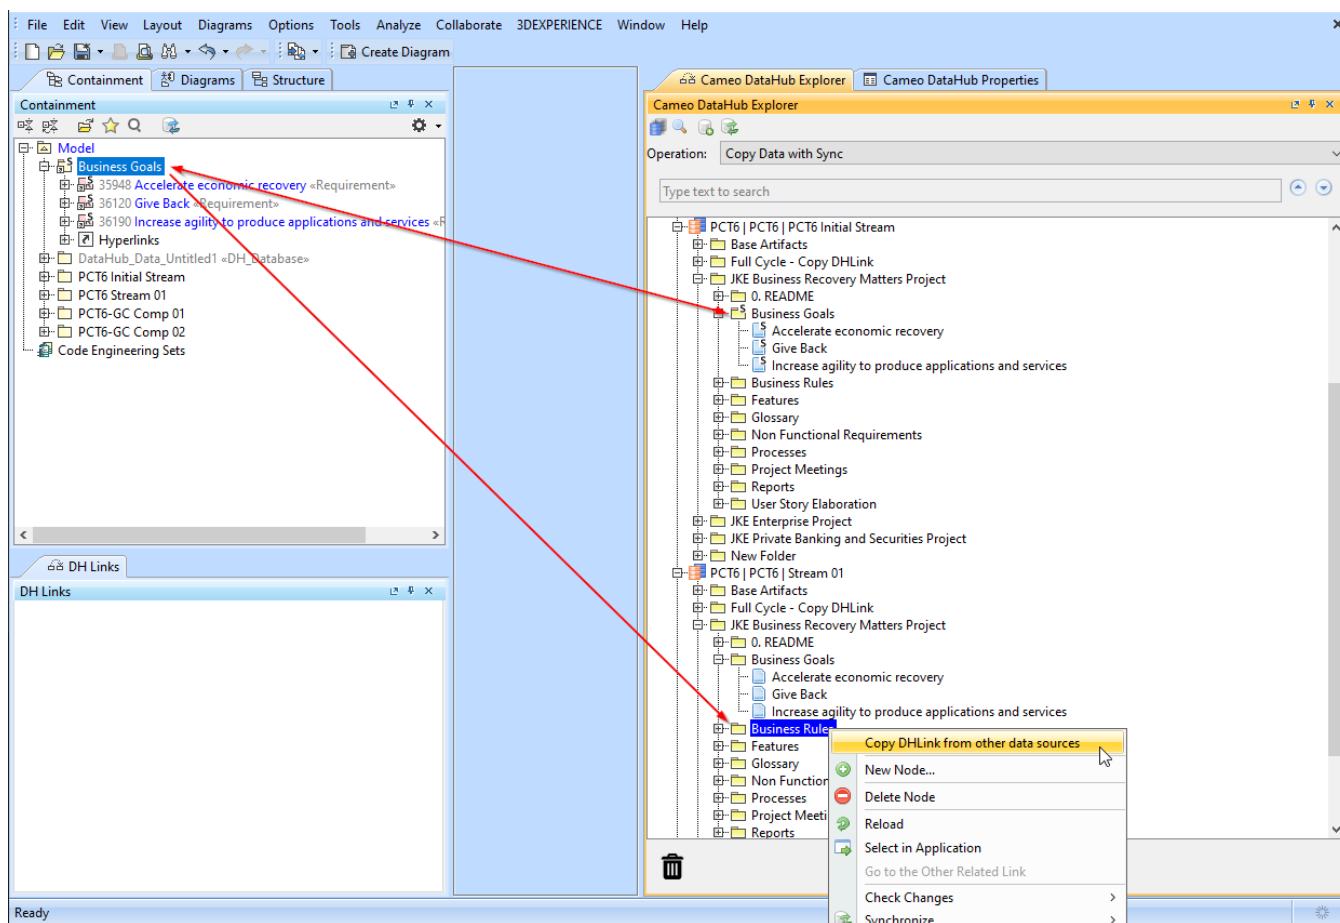 File Edit View Layout Diagrams Options Tools Analyze Collaborate 3DEXPERIENCE Window Help
Create Diagram
Containment Diagrams Structure
Containment
Model
Business Goals
35948 Accelerate economic recovery «Requirement»
36120 Give Back «Requirement»
36190 Increase agility to produce applications and services «R
Hyperlinks
DataHub_Data_Untitled1 «DH_Database»
PCT6 Initial Stream
PCT6 Stream 01
PCT6-GC Comp 01
PCT6-GC Comp 02
Code Engineering Sets
DH Links
DH Links
Cameo DataHub Explorer Cameo DataHub Properties
Cameo DataHub Explorer
Operation: Copy Data with Sync
Type text to search
PCT6 | PCT6 | PCT6 Initial Stream
Base Artifacts
Full Cycle - Copy DHLink
JKE Business Recovery Matters Project
0. README
Business Goals
Accelerate economic recovery
Give Back
Increase agility to produce applications and services
Business Rules
Features
Glossary
Non Functional Requirements
Processes
Project Meetings
Reports
User Story Elaboration
JKE Enterprise Project
JKE Private Banking and Securities Project
New Folder
PCT6 | PCT6 | Stream 01
Base Artifacts
Full Cycle - Copy DHLink
JKE Business Recovery Matters Project
0. README
Business Goals
Accelerate economic recovery
Give Back
Increase agility to produce applications and services
Business Rules
Features
Glossary
Non Function
Processes
Project Meeti
Reports
Copy DHLink from other data sources
New Node...
Delete Node
Reload
Select in Application
Go to the Other Related Link
Check Changes
Synchronize
Ready